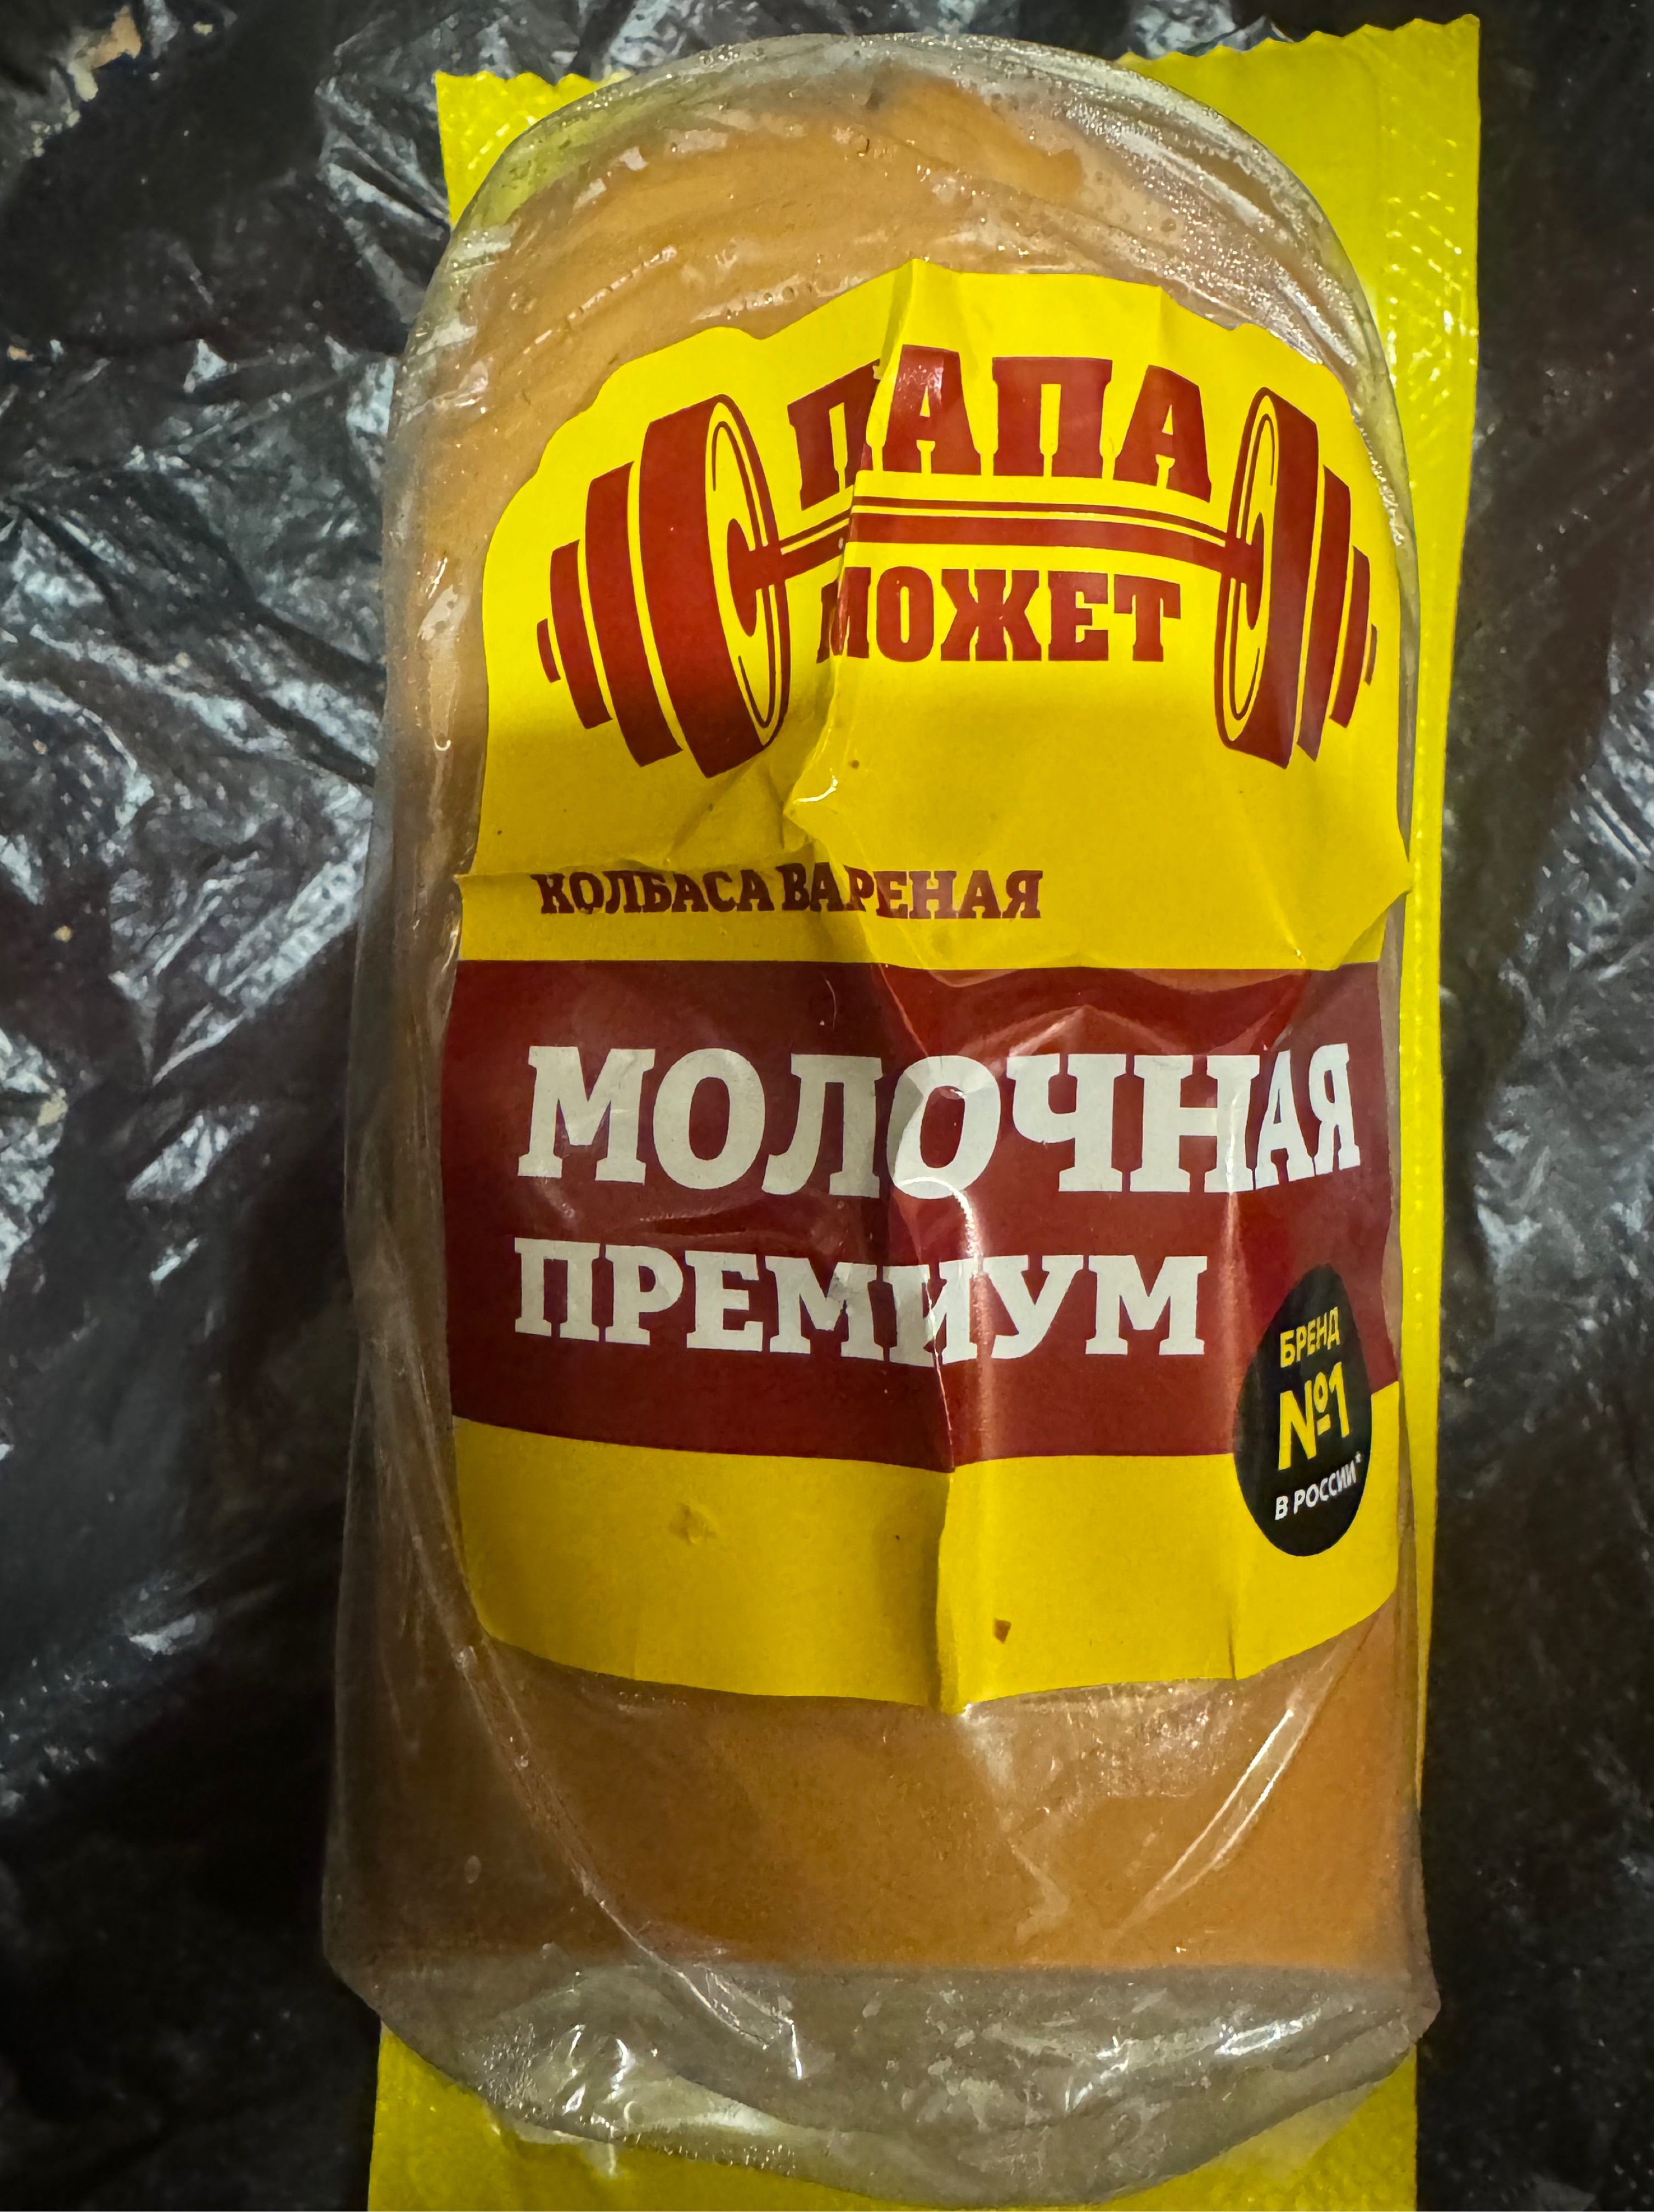 ПАПА
МОЖЕТ
КОЛБАСА ВАРЕНАЯ
МОЛОЧНАЯ
ПРЕМИУМ
БРЕНД
№1
В РОССИИ*